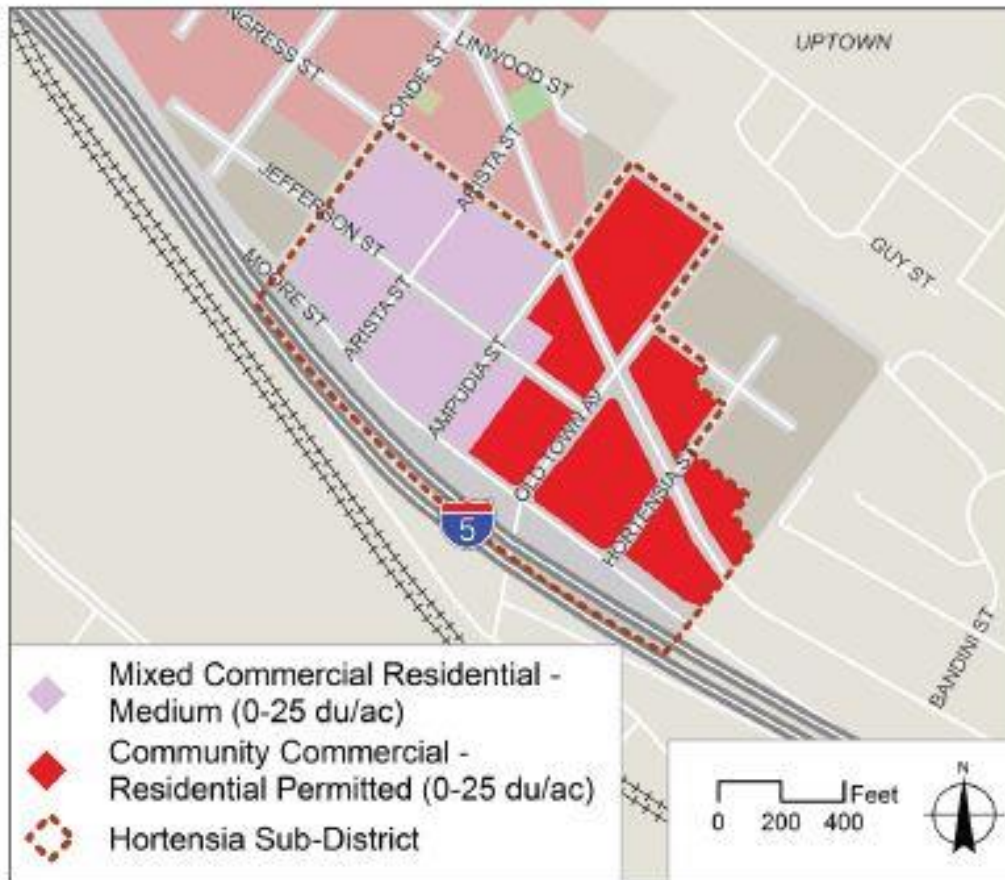 UPTOWN
LINWOOD ST
NGRESS ST
CONDE ST
ARISTA ST
JEFFERSON ST
GUY ST
MOORE ST
ARISTA ST
AMPUDIA ST
OLD TOWN AV
HORTENSIA ST
5
BANDINI ST
Mixed Commercial Residential -
Medium (0-25 du/ac)
Community Commercial -
Residential Permitted (0-25 du/ac)
Hortensia Sub-District
Feet
0 200 400
N